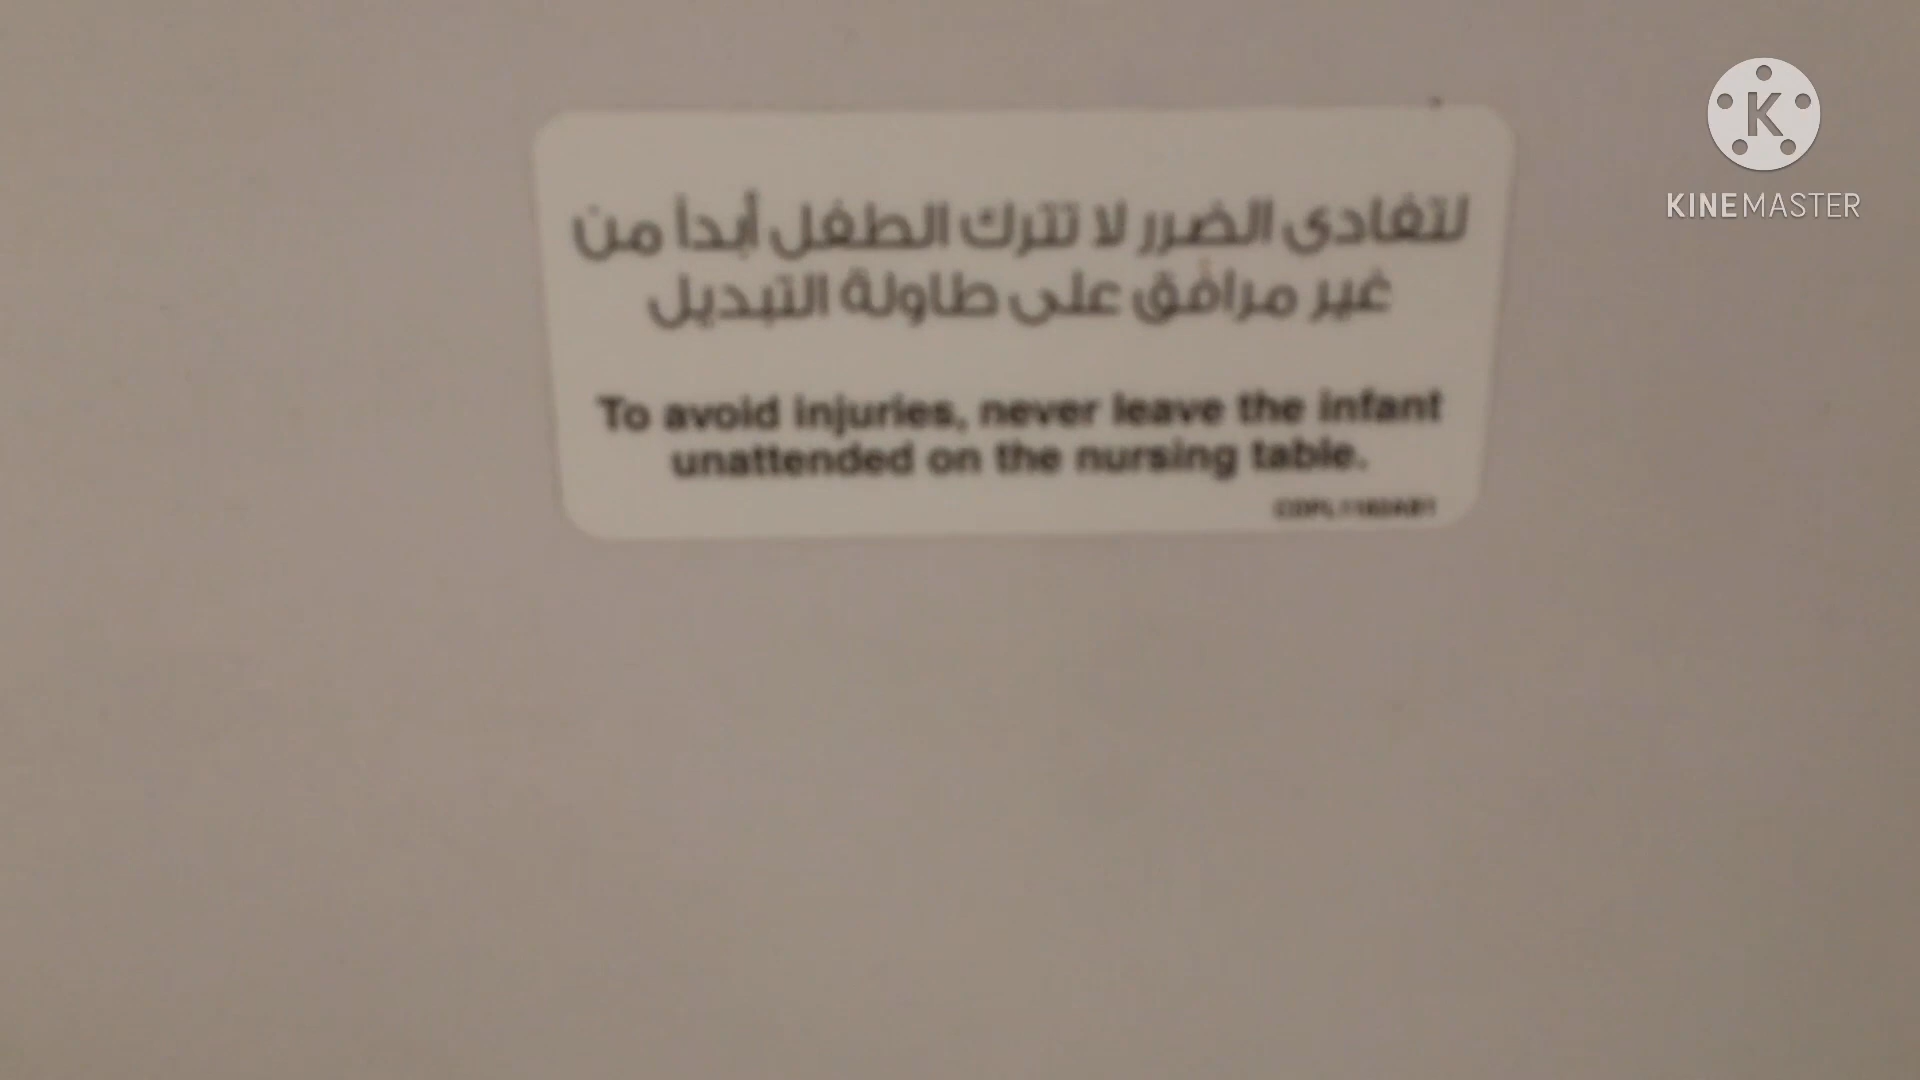 لتفادى الضرر لا تترك الطفل أبداً من
غير مرافق على طاولة التبديل
To avoid injuries, never leave the infant
unattended on the nursing table.
K
KINEMASTER